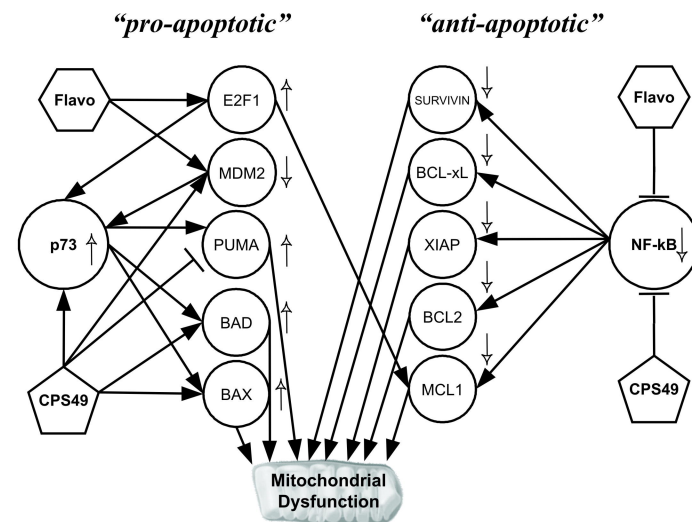 “pro-apoptotic”
“anti-apoptotic”
Flavo
E2F1
SURVIVIN
Flavo
MDM2
BCL-xL
p73
PUMA
XIAP
NF-kB
BAD
BCL2
CPS49
BAX
MCL1
CPS49
Mitochondrial
Dysfunction